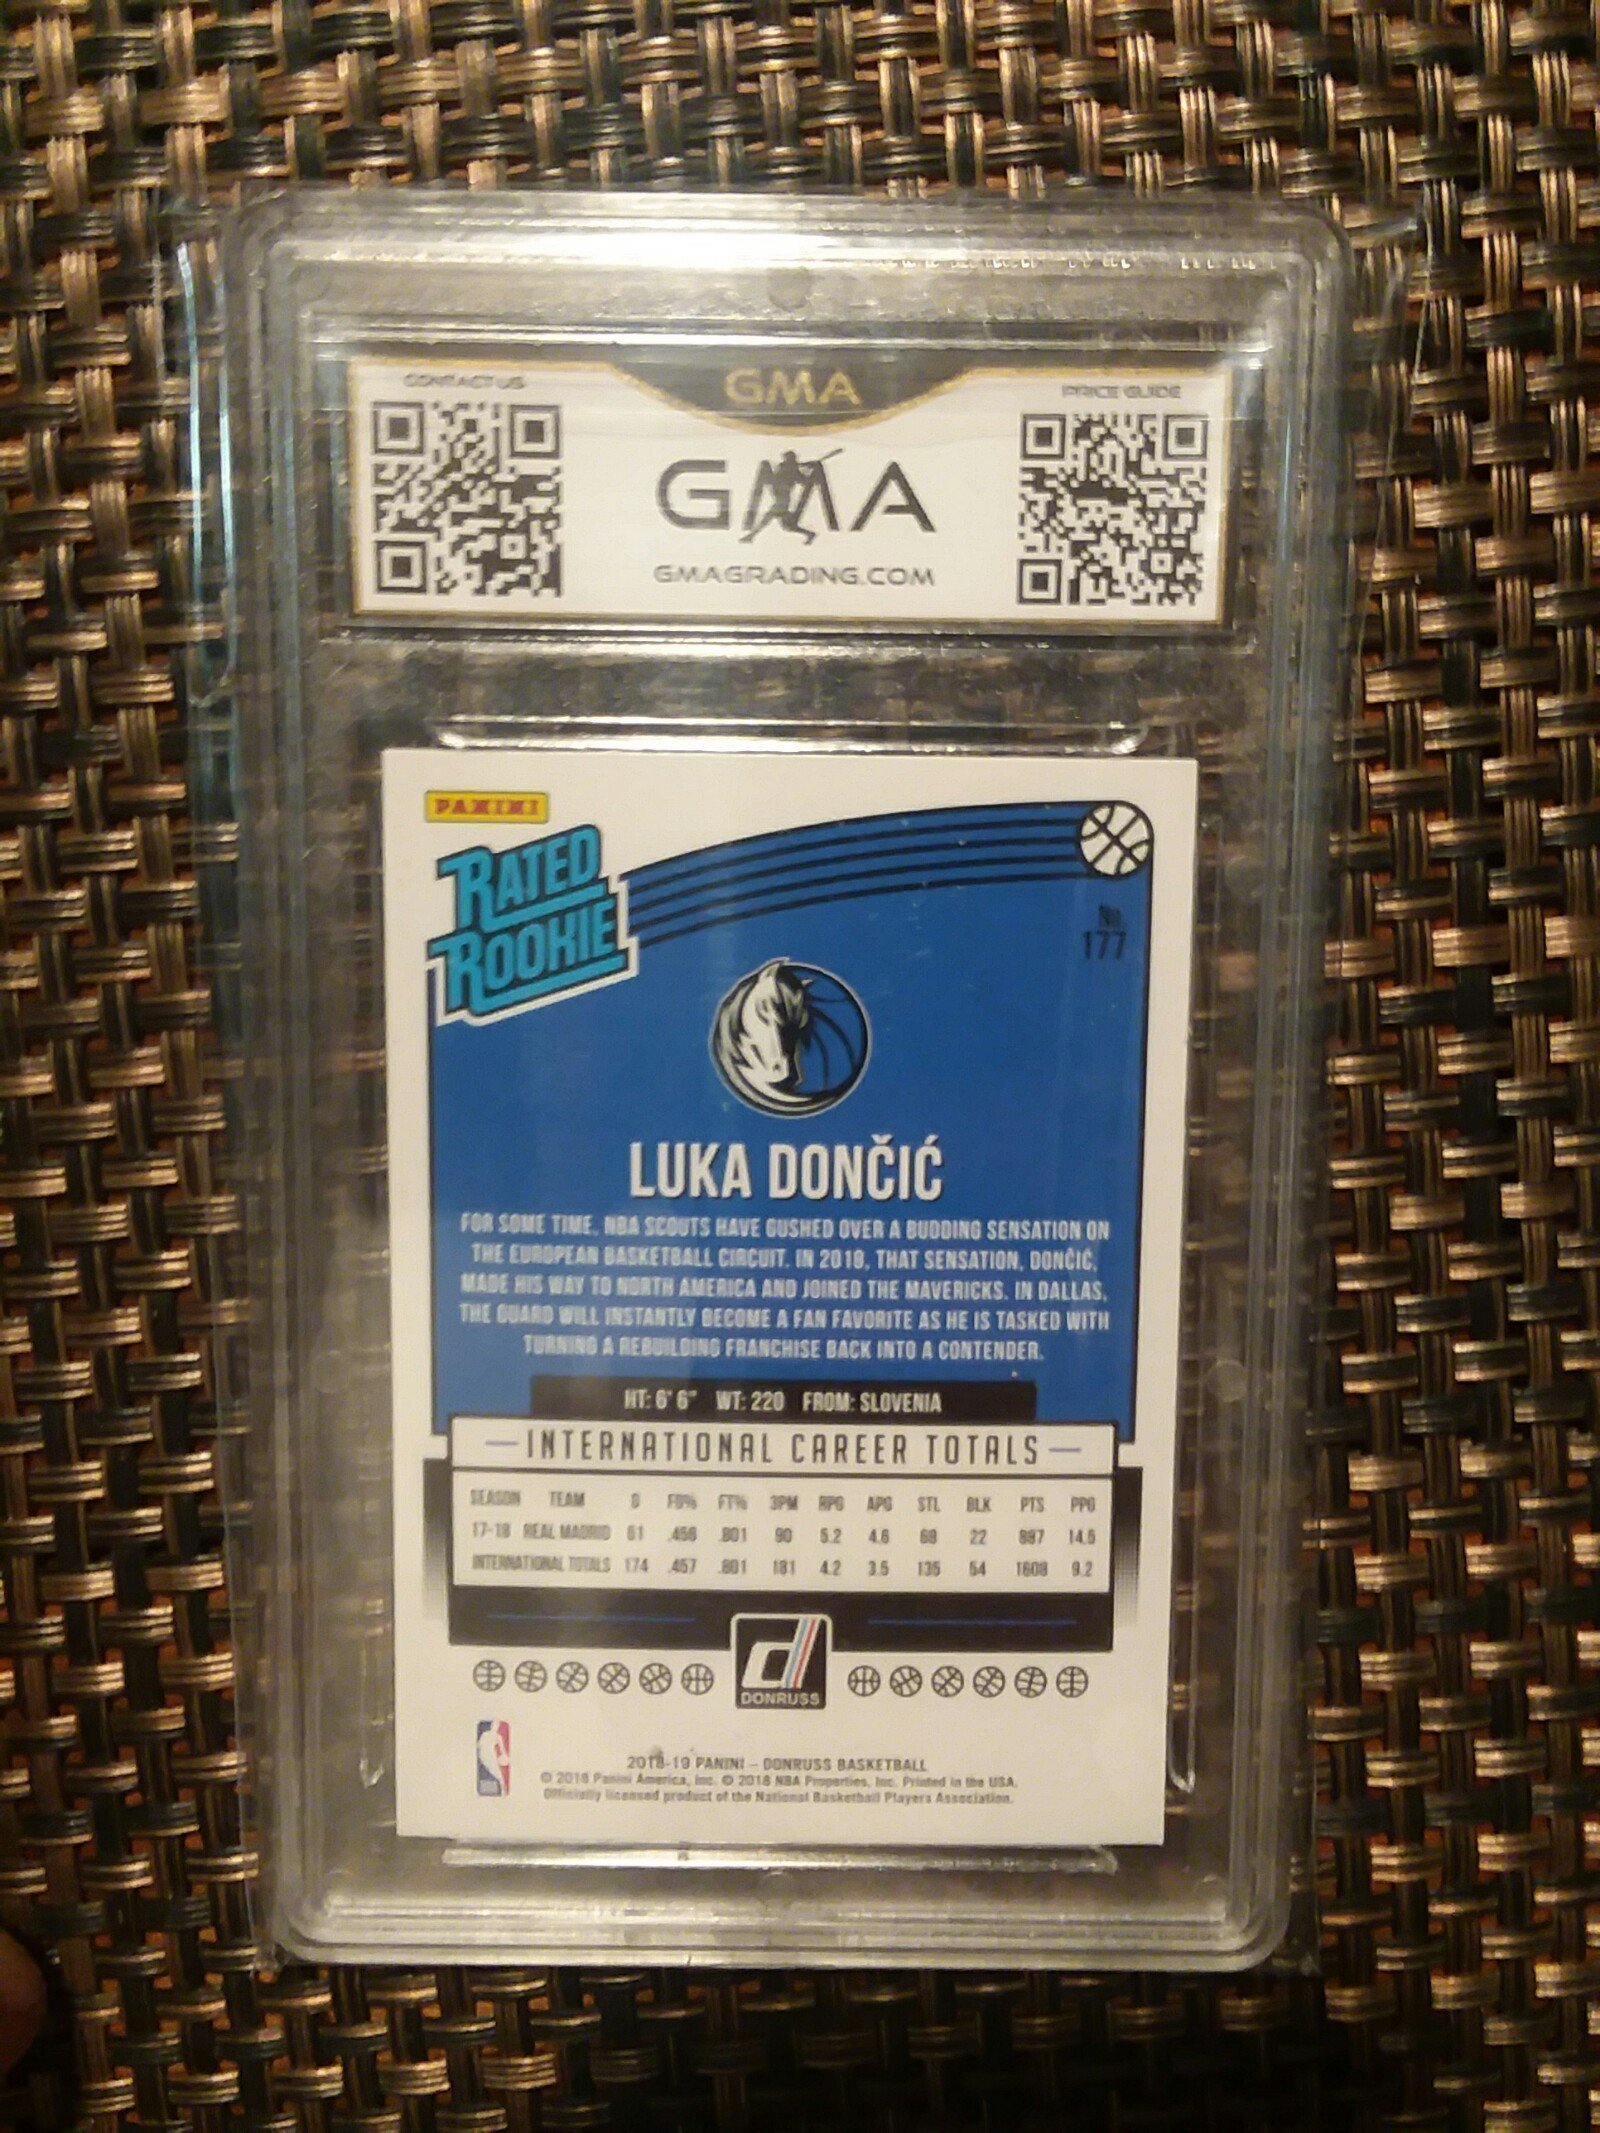 CONTACT US
GMA
PRICE GUIDE
GMA
GMAGRADING.COM
PANINI
RATED
ROOKIE
No.
177
LUKA DONČIĆ
FOR SOME TIME, NBA SCOUTS HAVE GUSHED OVER A BUDDING SENSATION ON
THE EUROPEAN BASKETBALL CIRCUIT. IN 2018, THAT SENSATION, DONČIĆ,
MADE HIS WAY TO NORTH AMERICA AND JOINED THE MAVERICKS. IN DALLAS,
THE GUARD WILL INSTANTLY BECOME A FAN FAVORITE AS HE IS TASKED WITH
TURNING A REBUILDING FRANCHISE BACK INTO A CONTENDER.
HT: 6' 6" WT: 220 FROM: SLOVENIA
INTERNATIONAL CAREER TOTALS
SEASON TEAM G FG% FT% 3PM RPG APG STL BLK PTS PPG
17-18 REAL MADRID 61 .456 .801 90 5.2 4.6 69 22 887 14.5
INTERNATIONAL TOTALS 174 .457 .801 181 4.2 3.5 135 54 1608 9.2
d
DONRUSS
2018-19 PANINI – DONRUSS BASKETBALL
© 2018 Panini America, Inc. © 2018 NBA Properties, Inc. Printed in the USA.
Officially licensed product of the National Basketball Players Association.